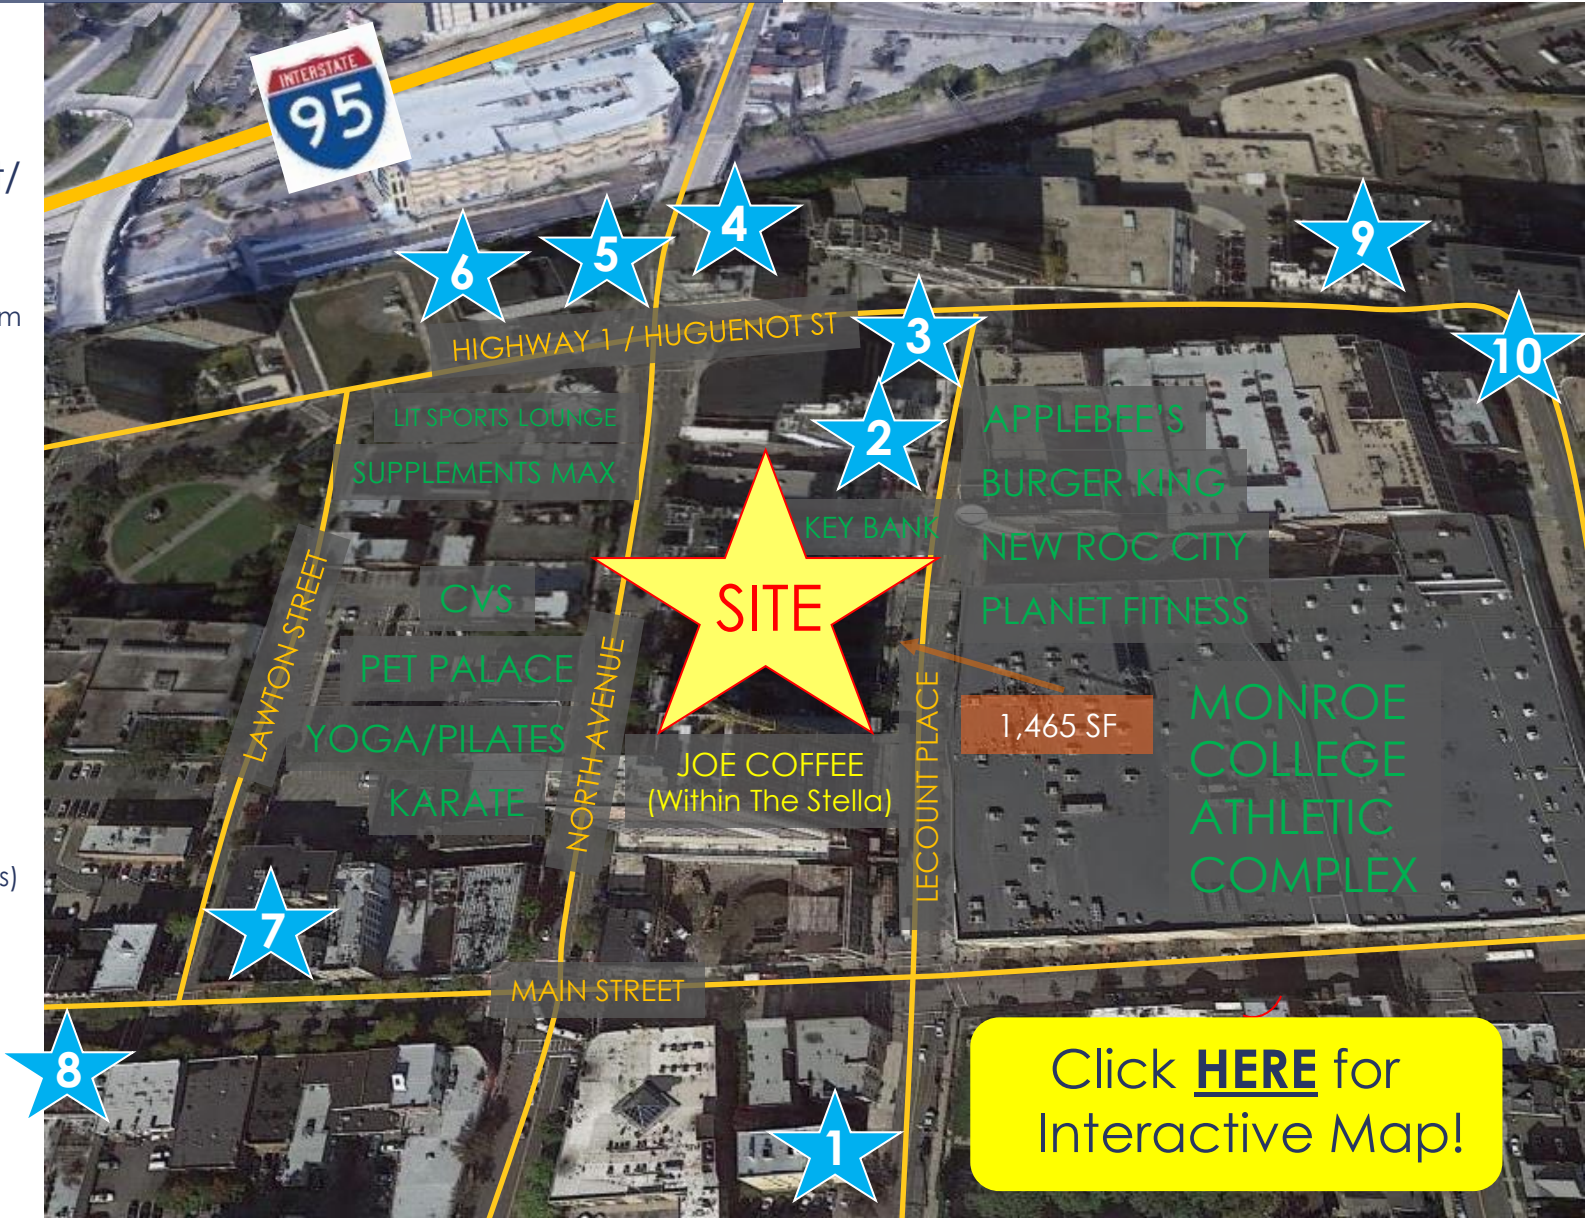 INTERSTATE
95
r/
m
s)
4
5
6
9
3
10
2
HIGHWAY 1 / HUGUENOT ST
LIT SPORTS LOUNGE
SUPPLEMENTS MAX
APPLEBEE'S
BURGER KING
KEY BANK
NEW ROC CITY
PLANET FITNESS
SITE
CVS
PET PALACE
YOGA/PILATES
KARATE
LAWTON STREET
NORTH AVENUE
LECOUNT PLACE
1,465 SF
JOE COFFEE
(Within The Stella)
MONROE
COLLEGE
ATHLETIC
COMPLEX
7
MAIN STREET
8
1
Click HERE for
Interactive Map!